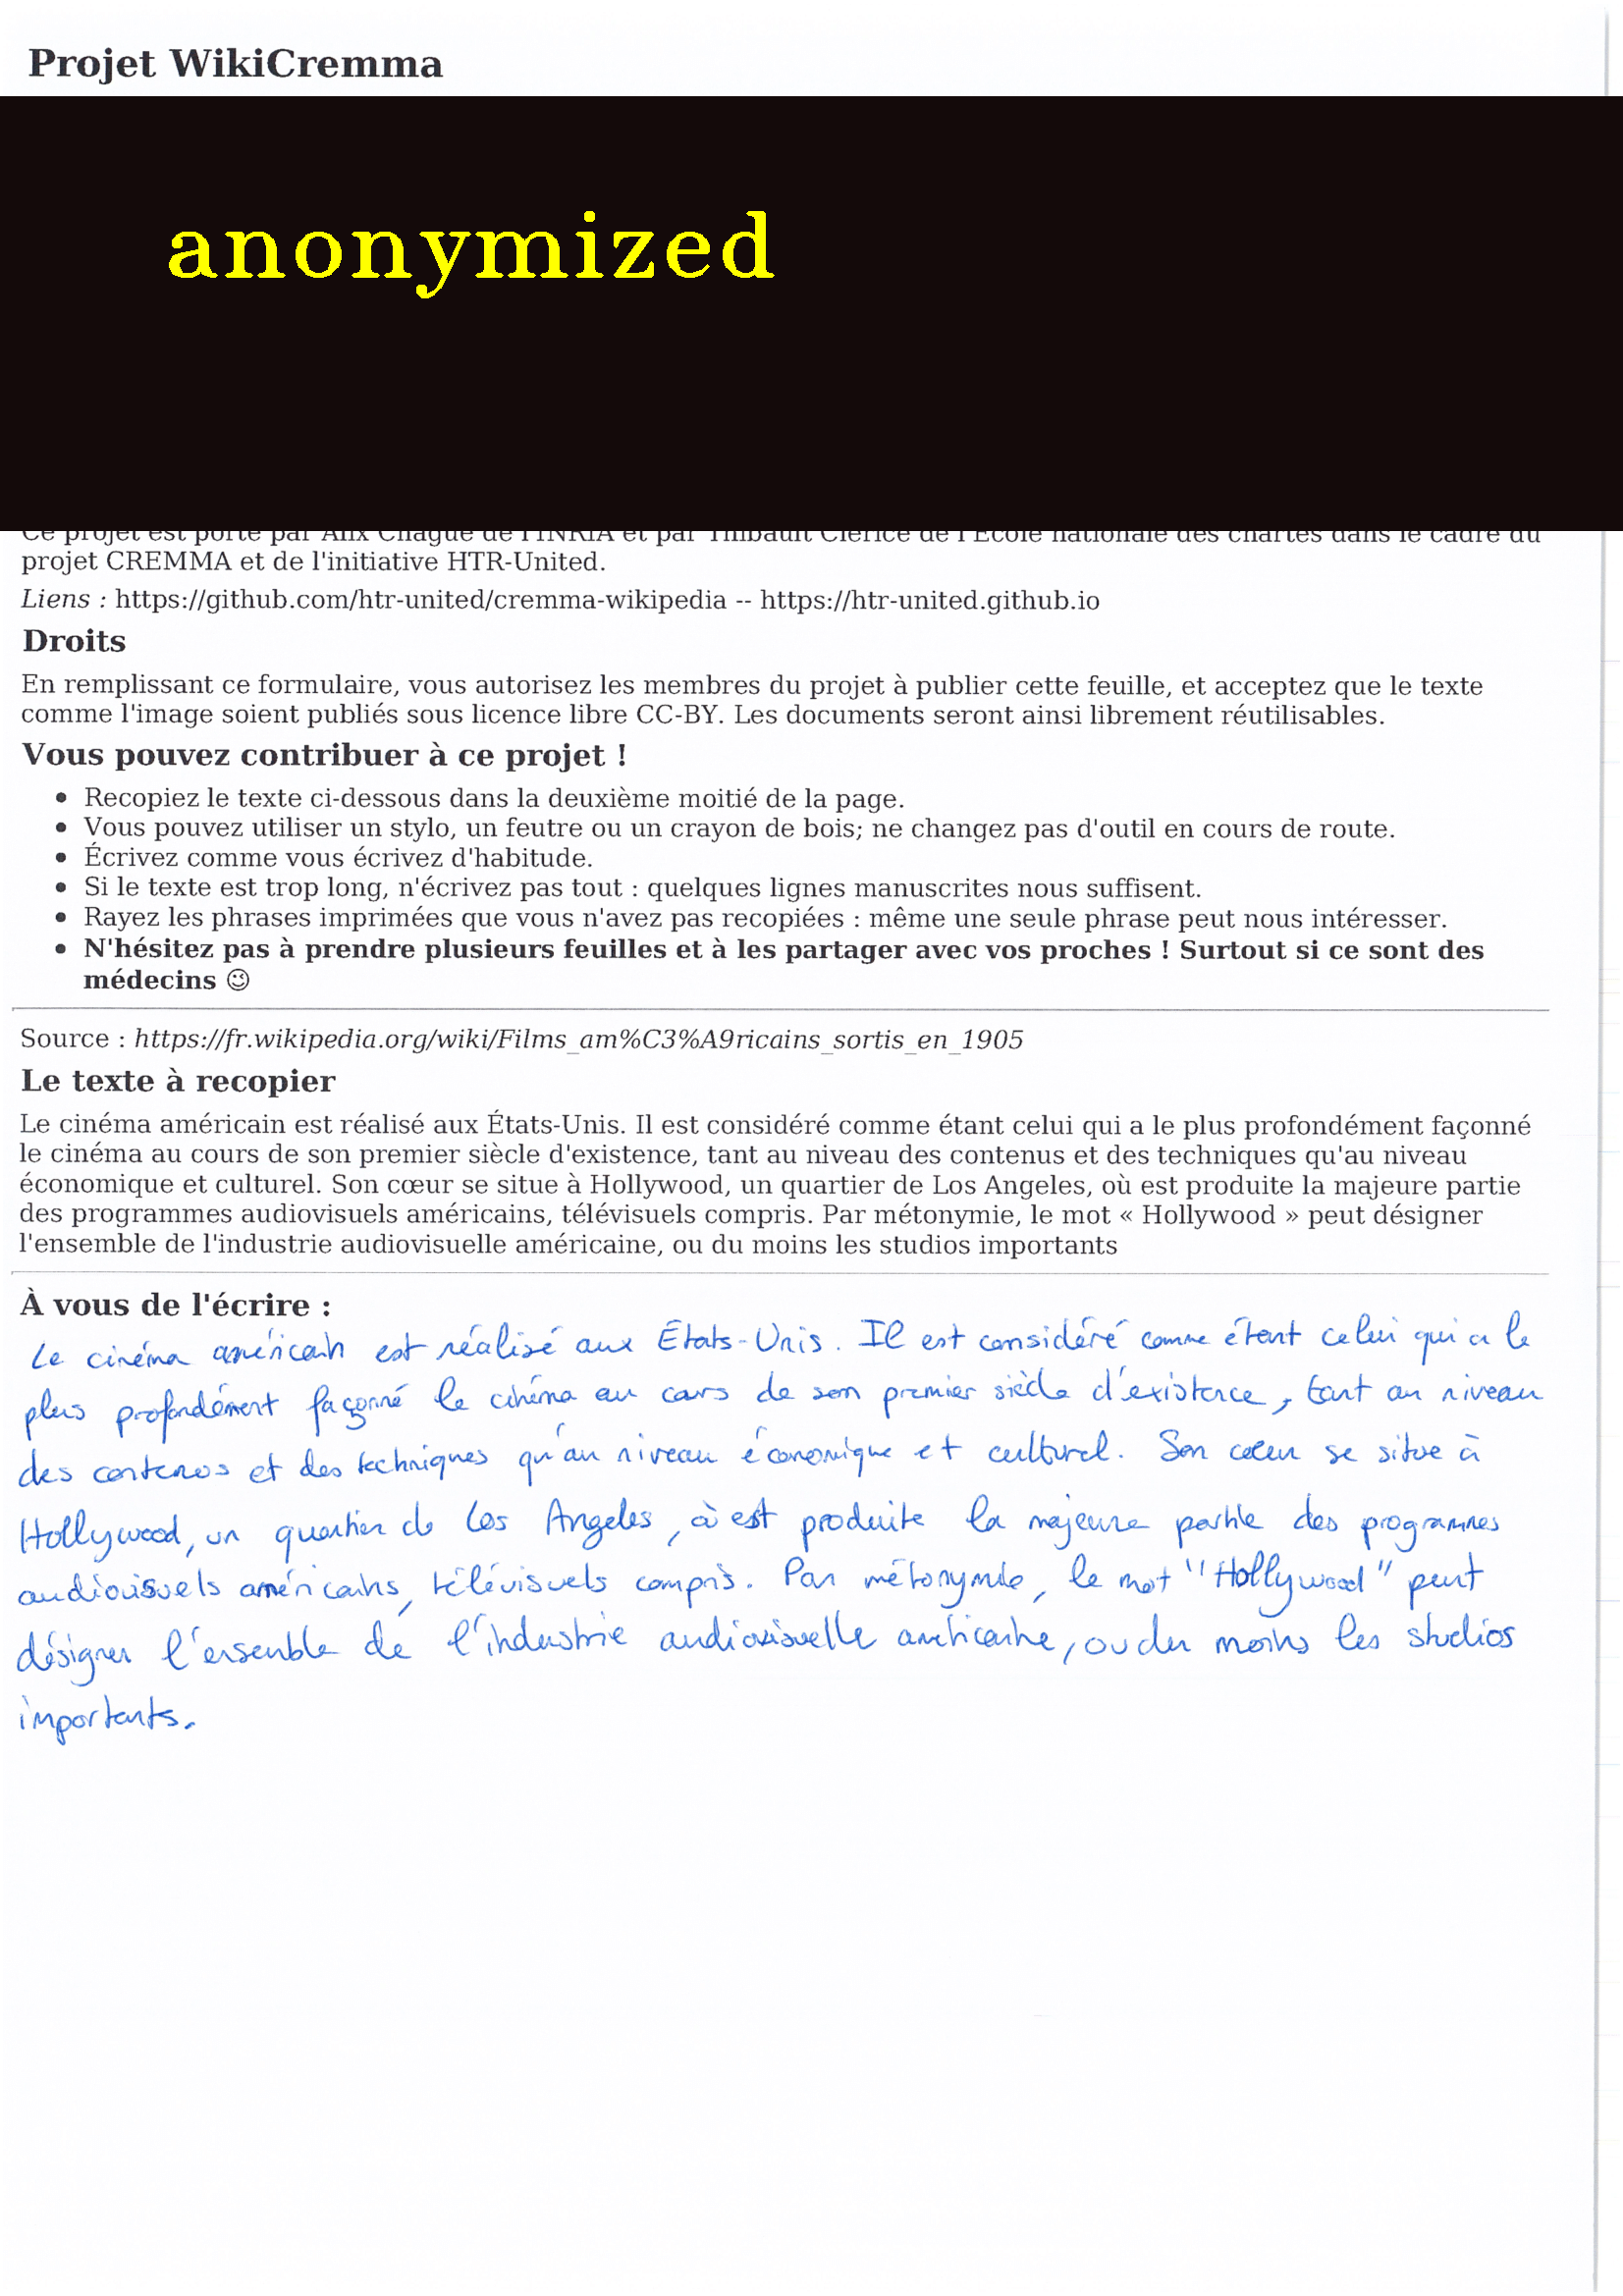 Projet WikiCremma
anonymized
Ce projet est porté par Alix Chagué de l'INRIA et par Thibault Clérice de l'École nationale des chartes dans le cadre du
projet CREMMA et de l'initiative HTR-United.
Liens : https://github.com/htr-united/cremma-wikipedia -- https://htr-united.github.io
Droits
En remplissant ce formulaire, vous autorisez les membres du projet à publier cette feuille, et acceptez que le texte
comme l'image soient publiés sous licence libre CC-BY. Les documents seront ainsi librement réutilisables.
Vous pouvez contribuer à ce projet !
• Recopiez le texte ci-dessous dans la deuxième moitié de la page.
• Vous pouvez utiliser un stylo, un feutre ou un crayon de bois; ne changez pas d'outil en cours de route.
• Écrivez comme vous écrivez d'habitude.
• Si le texte est trop long, n'écrivez pas tout : quelques lignes manuscrites nous suffisent.
• Rayez les phrases imprimées que vous n'avez pas recopiées : même une seule phrase peut nous intéresser.
• N'hésitez pas à prendre plusieurs feuilles et à les partager avec vos proches ! Surtout si ce sont des
médecins 😉
Source : https://fr.wikipedia.org/wiki/Films_am%C3%A9ricains_sortis_en_1905
Le texte à recopier
Le cinéma américain est réalisé aux États-Unis. Il est considéré comme étant celui qui a le plus profondément façonné
le cinéma au cours de son premier siècle d'existence, tant au niveau des contenus et des techniques qu'au niveau
économique et culturel. Son cœur se situe à Hollywood, un quartier de Los Angeles, où est produite la majeure partie
des programmes audiovisuels américains, télévisuels compris. Par métonymie, le mot « Hollywood » peut désigner
l'ensemble de l'industrie audiovisuelle américaine, ou du moins les studios importants
À vous de l'écrire :
Le cinéma américain est réalisé aux États-Unis. Il est considéré comme étant celui qui a le
plus profondément façonné le cinéma au cours de son premier siècle d'existence, tant au niveau
des contenus et des techniques qu'au niveau économique et culturel. Son cœur se situe à
Hollywood, un quartier de Los Angeles, où est produite la majeure partie des programmes
audiovisuels américains, télévisuels compris. Par métonymie, le mot "Hollywood" peut
désigner l'ensemble de l'industrie audiovisuelle américaine, ou du moins les studios
importants.